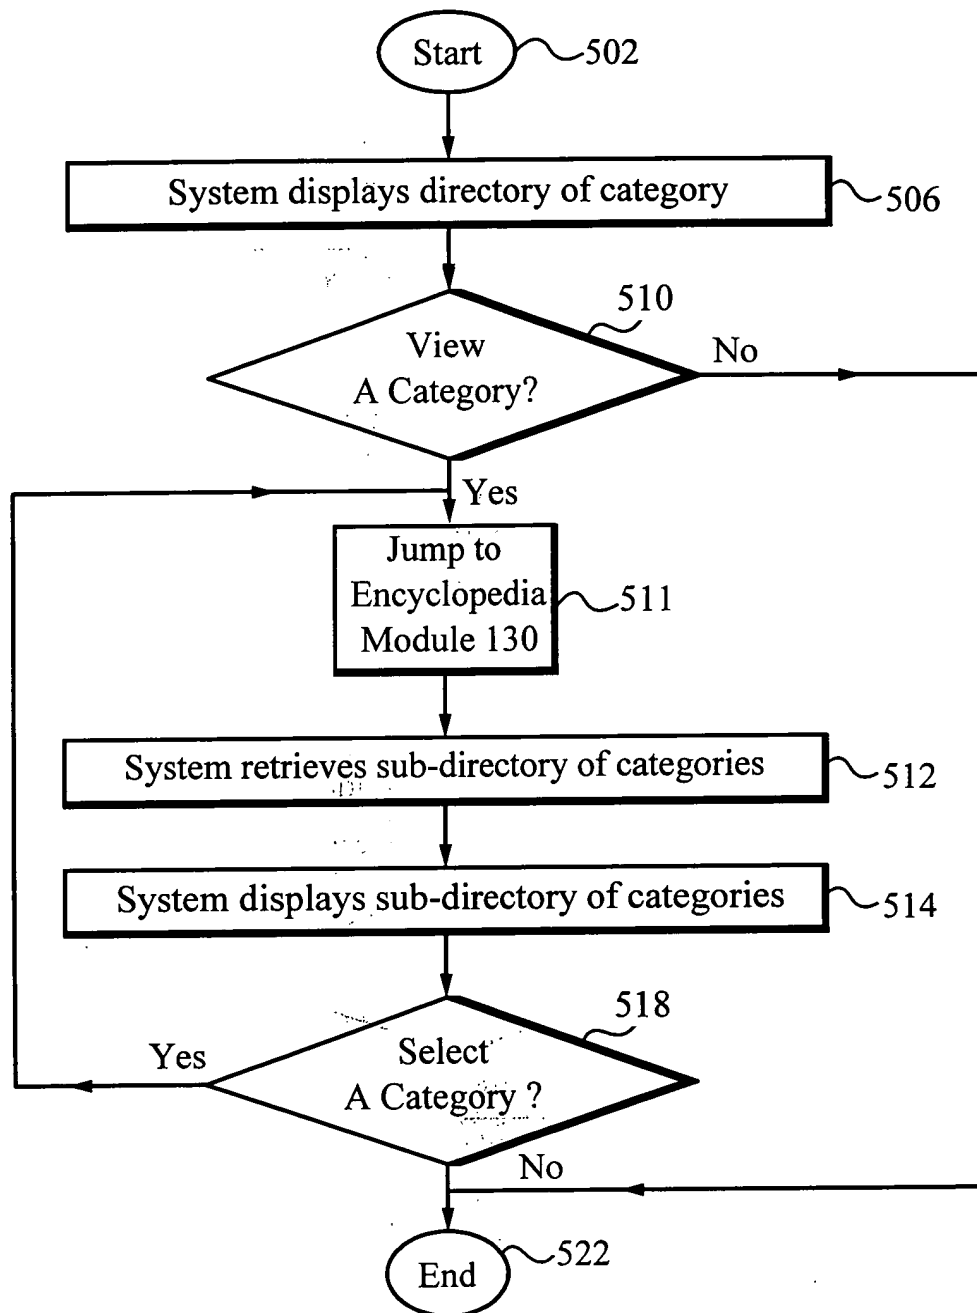 Start
502
System displays directory of category
506
510
View
A Category?
No
Yes
Jump to
Encyclopedia
Module 130
511
System retrieves sub-directory of categories
512
System displays sub-directory of categories
514
518
Yes
Select
A Category ?
No
End
522